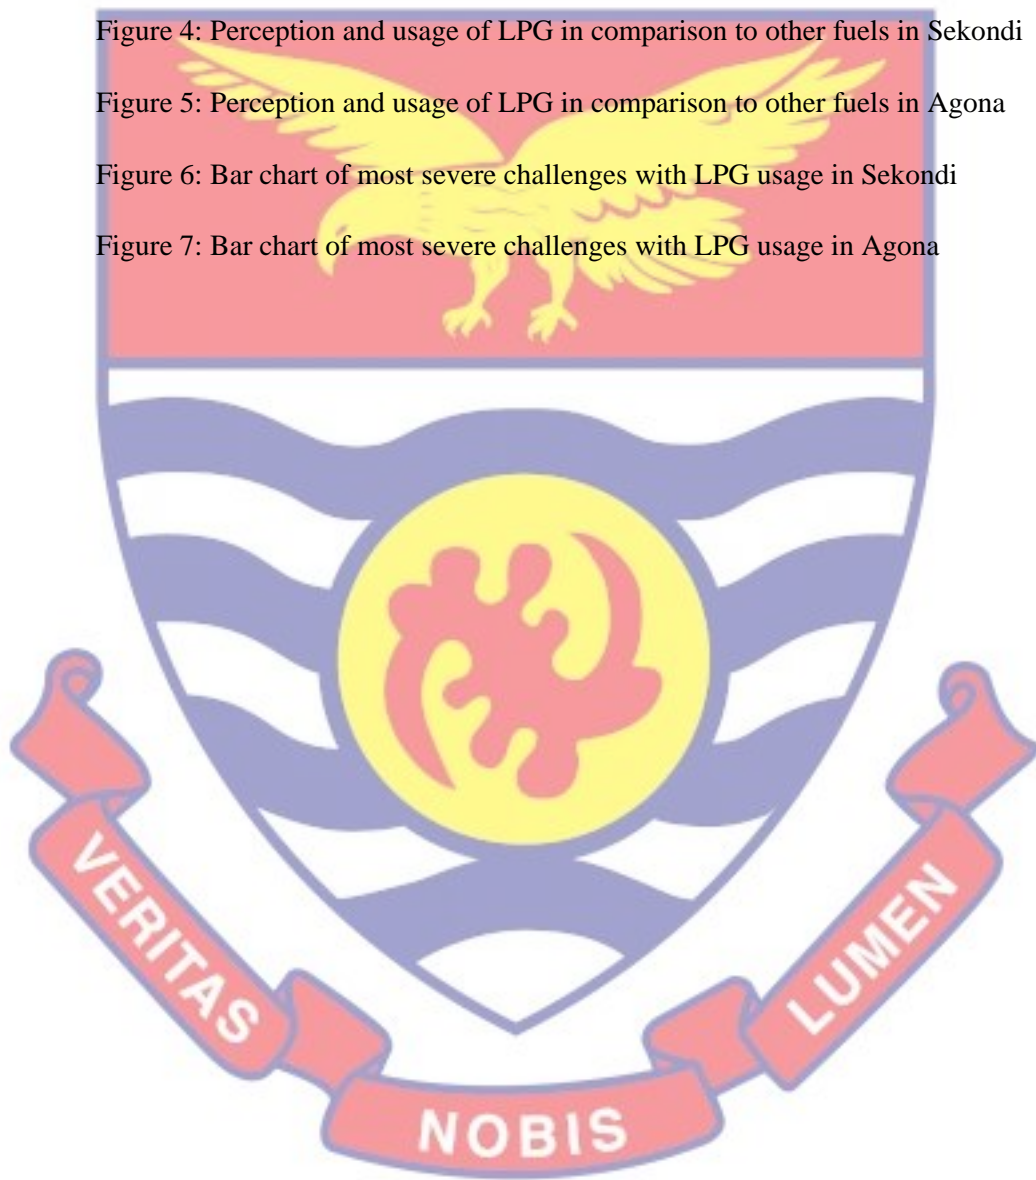 Figure 4: Perception and usage of LPG in comparison to other fuels in Sekondi
Figure 5: Perception and usage of LPG in comparison to other fuels in Agona
Figure 6: Bar chart of most severe challenges with LPG usage in Sekondi
Figure 7: Bar chart of most severe challenges with LPG usage in Agona
VERITAS
NOBIS
LUMEN